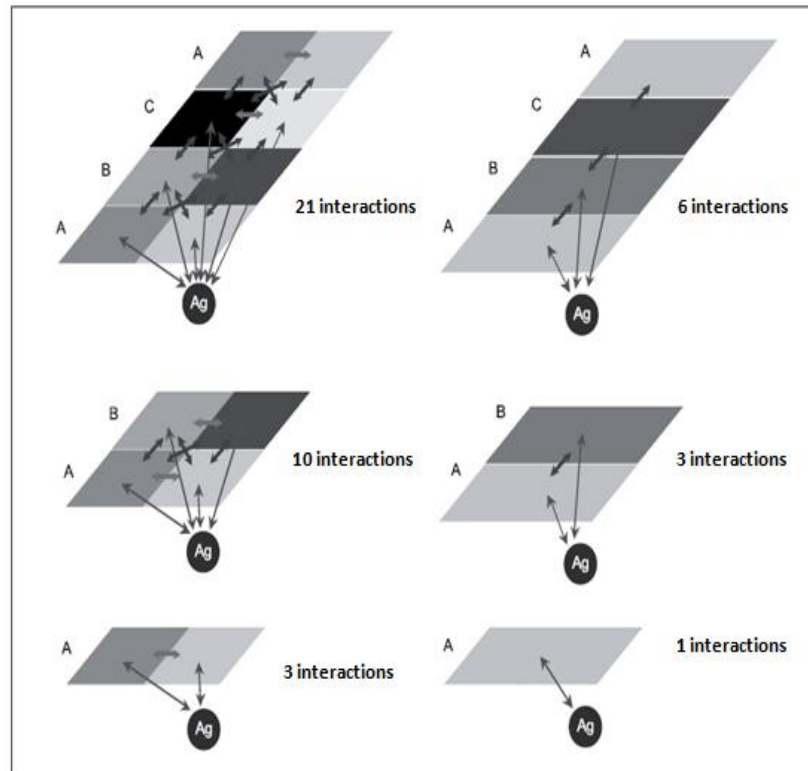 A
C
B
A
21 interactions
Ag
A
C
B
A
6 interactions
Ag
B
A
10 interactions
Ag
B
A
3 interactions
Ag
A
3 interactions
Ag
A
1 interactions
Ag